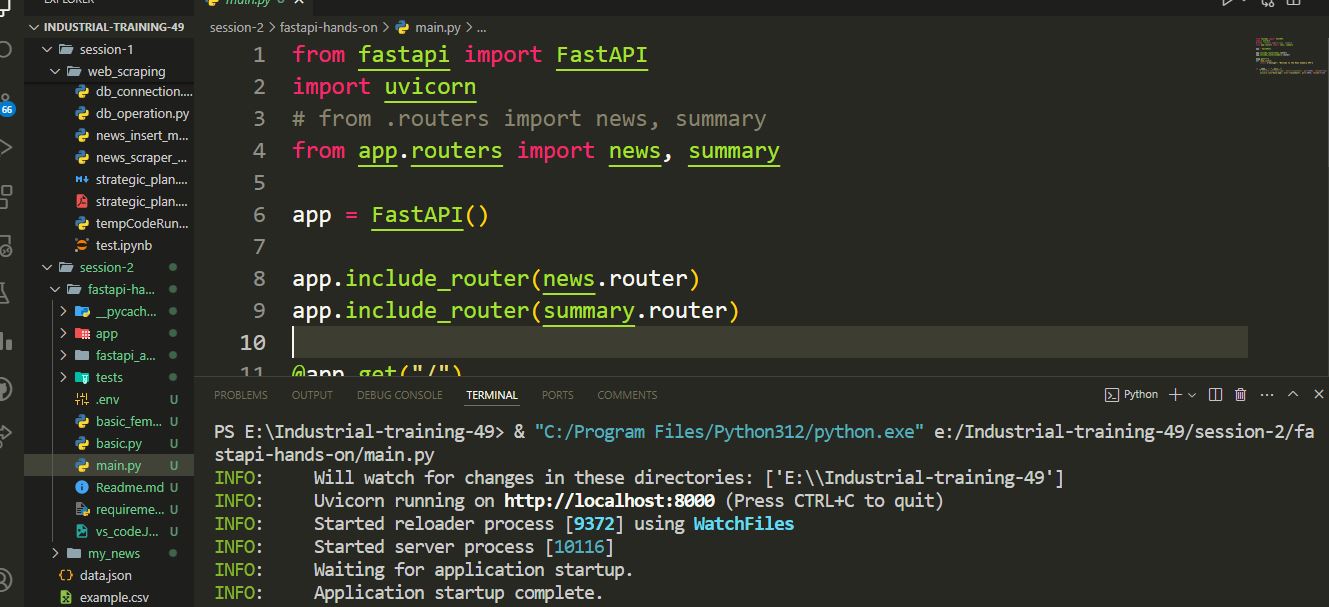 EXPLORER
main.py
INDUSTRIAL-TRAINING-49
session-1
web_scraping
db_connection....
db_operation.py
news_insert_m...
news_scraper_...
strategic_plan....
strategic_plan....
tempCodeRun...
test.ipynb
session-2
fastapi-ha...
__pycach...
app
fastapi_a...
tests
.env U
basic_fem... U
basic.py U
main.py U
Readme.md U
requireme... U
vs_codeJ... U
my_news
data.json
example.csv
66
session-2 > fastapi-hands-on > main.py > ...
1 from fastapi import FastAPI
2 import uvicorn
3 # from .routers import news, summary
4 from app.routers import news, summary
5
6 app = FastAPI()
7
8 app.include_router(news.router)
9 app.include_router(summary.router)
10
11 @app.get("/")
PROBLEMS OUTPUT DEBUG CONSOLE TERMINAL PORTS COMMENTS
Python
PS E:\Industrial-training-49> & "C:/Program Files/Python312/python.exe" e:/Industrial-training-49/session-2/fa
stapi-hands-on/main.py
INFO: Will watch for changes in these directories: ['E:\\Industrial-training-49']
INFO: Uvicorn running on http://localhost:8000 (Press CTRL+C to quit)
INFO: Started reloader process [9372] using WatchFiles
INFO: Started server process [10116]
INFO: Waiting for application startup.
INFO: Application startup complete.